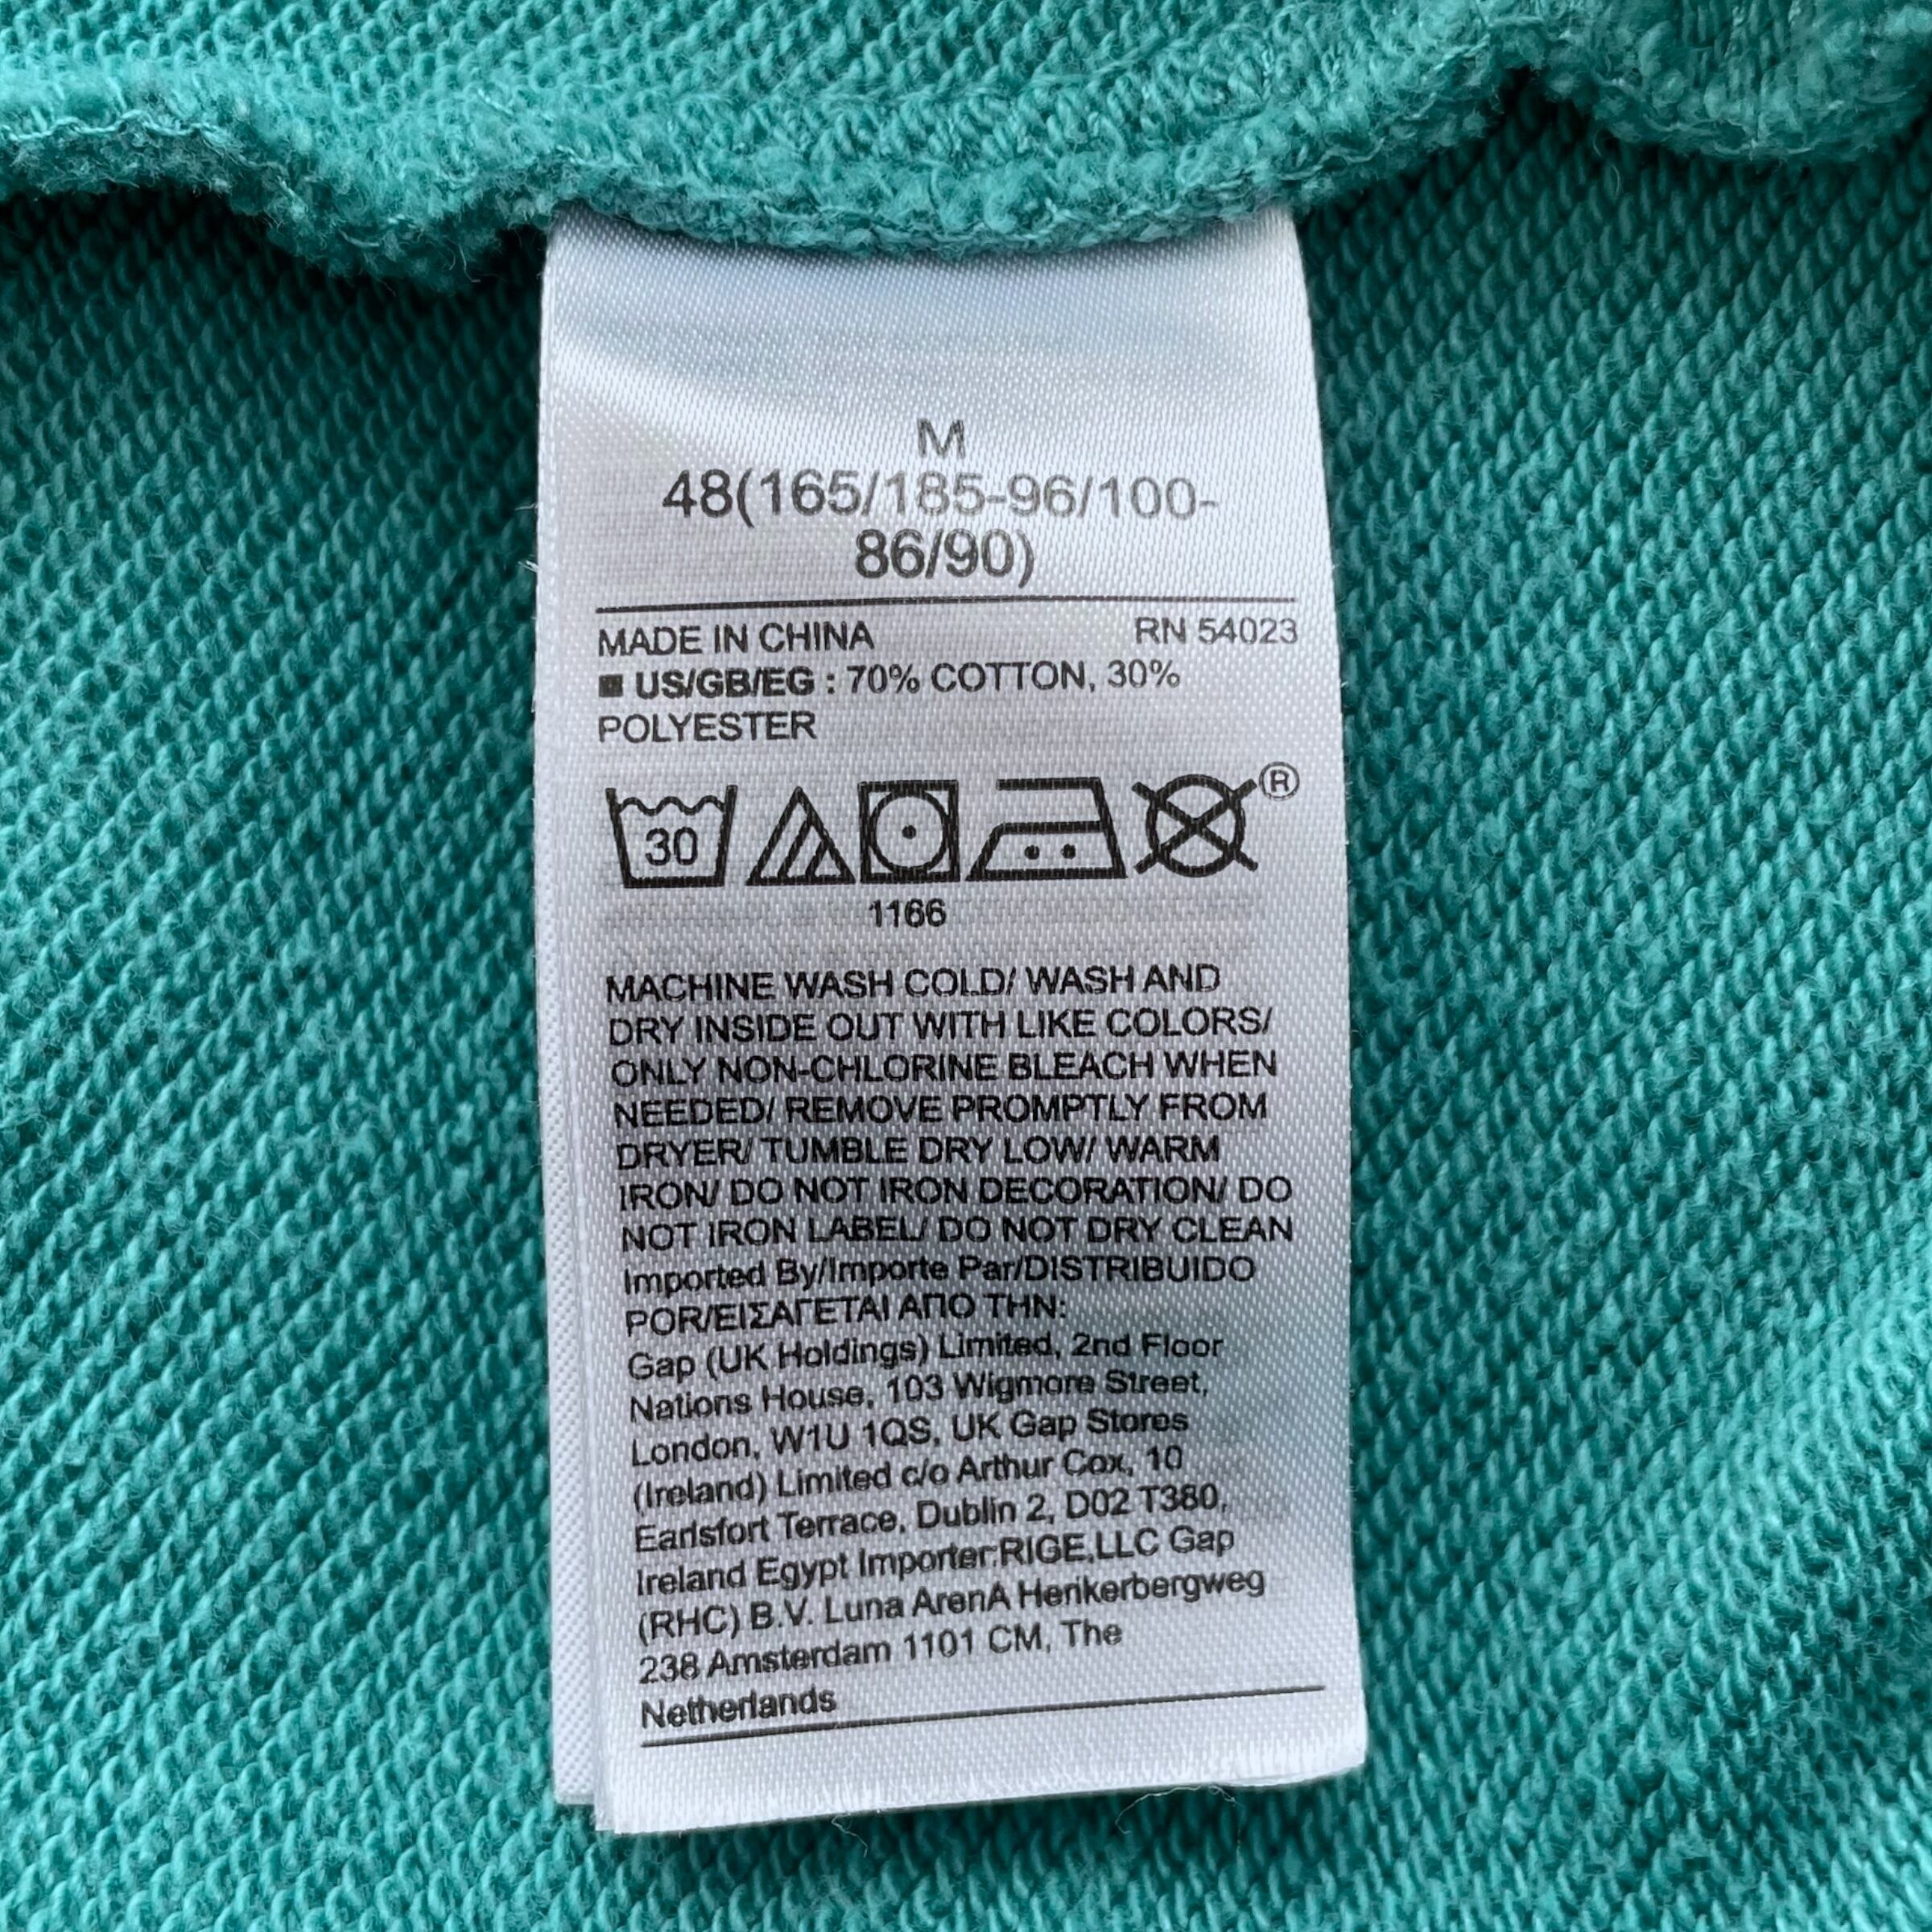 M
48(165/185-96/100-
86/90)
MADE IN CHINA RN 54023
■ US/GB/EG : 70% COTTON, 30%
POLYESTER
30 ®
1166
MACHINE WASH COLD/ WASH AND
DRY INSIDE OUT WITH LIKE COLORS/
ONLY NON-CHLORINE BLEACH WHEN
NEEDED/ REMOVE PROMPTLY FROM
DRYER/ TUMBLE DRY LOW/ WARM
IRON/ DO NOT IRON DECORATION/ DO
NOT IRON LABEL/ DO NOT DRY CLEAN
Imported By/Importe Par/DISTRIBUIDO
POR/ΕΙΣΑΓΕΤΑΙ ΑΠΟ ΤΗΝ:
Gap (UK Holdings) Limited, 2nd Floor
Nations House, 103 Wigmore Street,
London, W1U 1QS, UK Gap Stores
(Ireland) Limited c/o Arthur Cox, 10
Earlsfort Terrace, Dublin 2, D02 T380,
Ireland Egypt Importer:RIGE,LLC Gap
(RHC) B.V. Luna ArenA Henkerbergweg
238 Amsterdam 1101 CM, The
Netherlands